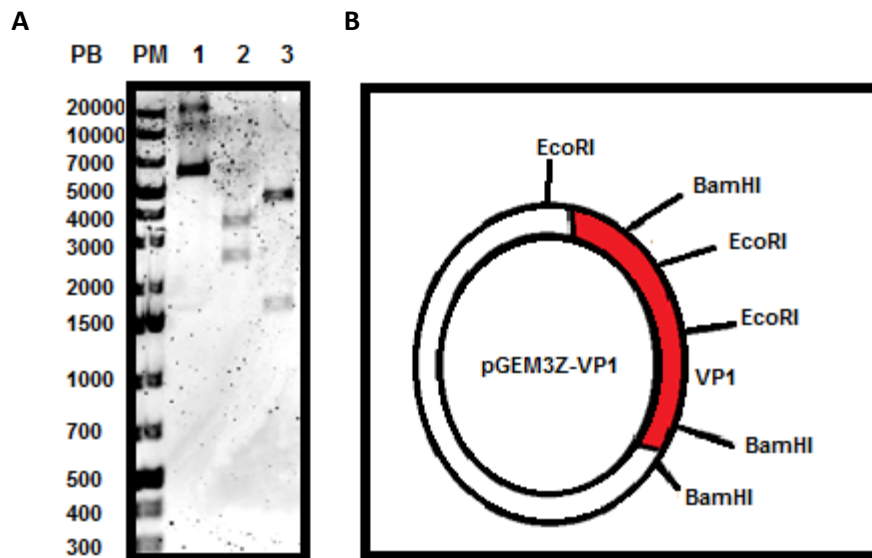 A
B
PB PM 1 2 3
20000
10000
7000
5000
4000
3000
2000
1500
1000
700
500
400
300
EcoRI
BamHI
EcoRI
EcoRI
pGEM3Z-VP1
VP1
BamHI
BamHI